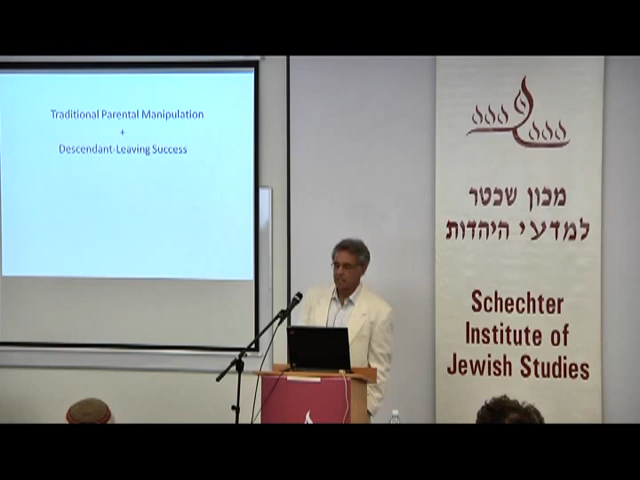 Traditional Parental Manipulation
+
Descendant-Leaving Success
מכון שכטר
למדעי היהדות
Schechter
Institute of
Jewish Studies